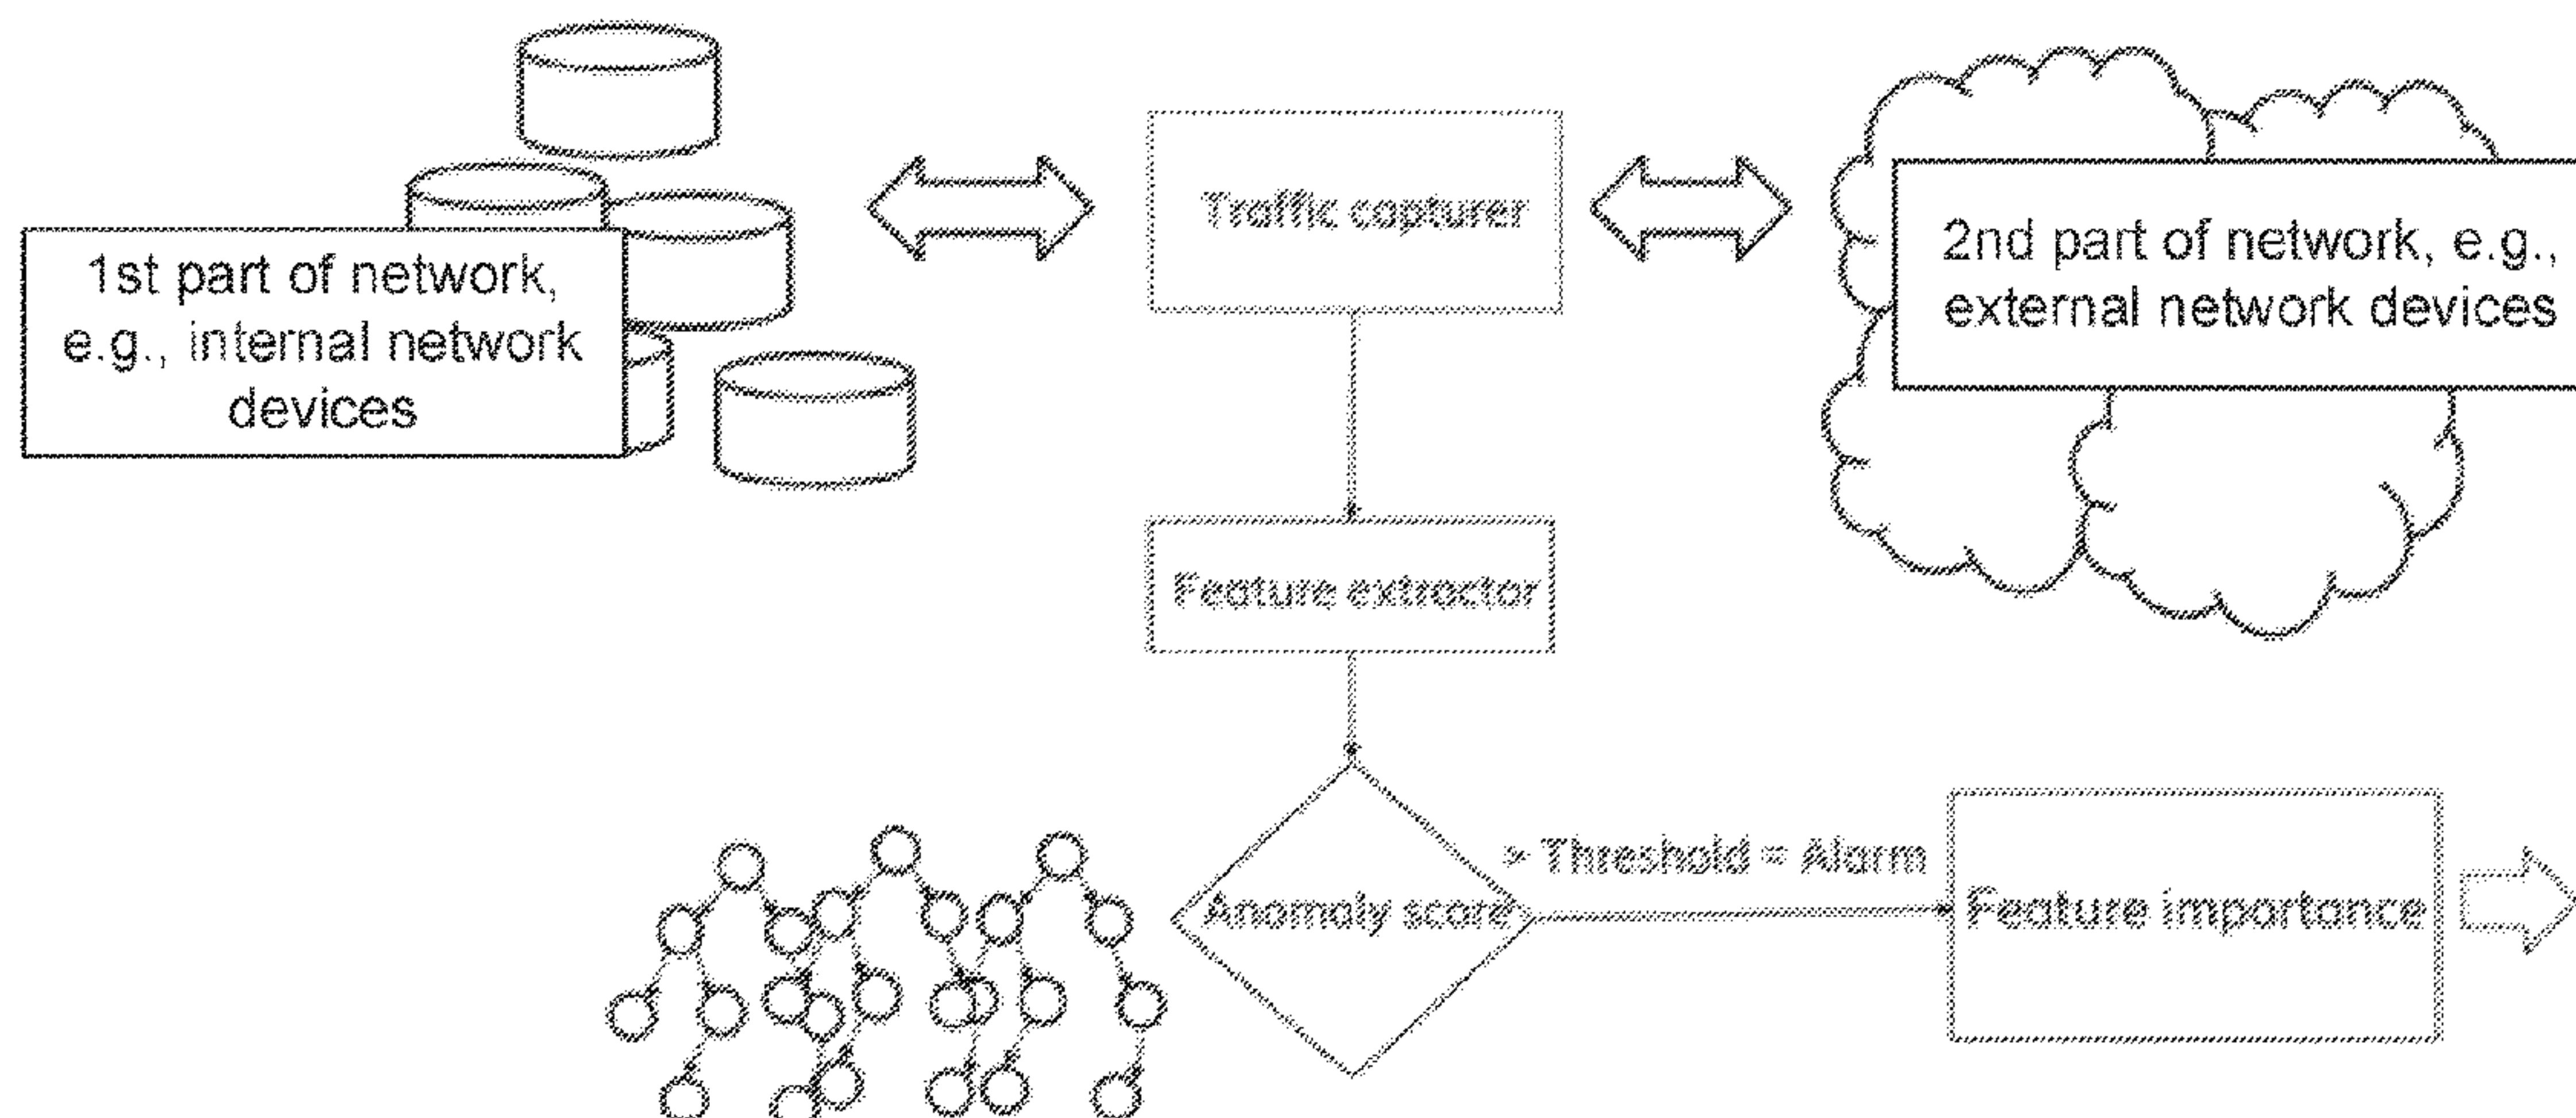 1st part of network,
e.g., internal network
devices
Traffic capturer
2nd part of network, e.g.,
external network devices
Feature extractor
Anomaly score
> Threshold = Alarm
Feature importance